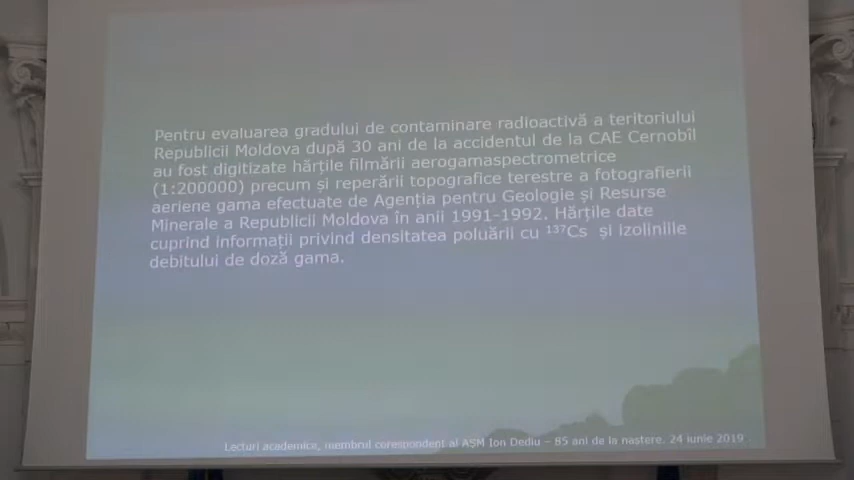 Pentru evaluarea gradului de contaminare radioactivă a teritoriului
Republicii Moldova după 30 ani de la accidentul de la CAE Cernobîl
au fost digitizate hărțile filmării aerogamaspectrometrice
(1:200000) precum și reperării topografice terestre a fotografierii
aeriene gama efectuate de Agenția pentru Geologie și Resurse
Minerale a Republicii Moldova în anii 1991-1992. Hărțile date
cuprind informații privind densitatea poluării cu ¹³⁷Cs și izoliniile
debitului de doză gama.
Lecturi academice, membrul corespondent al AȘM Ion Dediu – 85 ani de la naștere. 24 iunie 2019